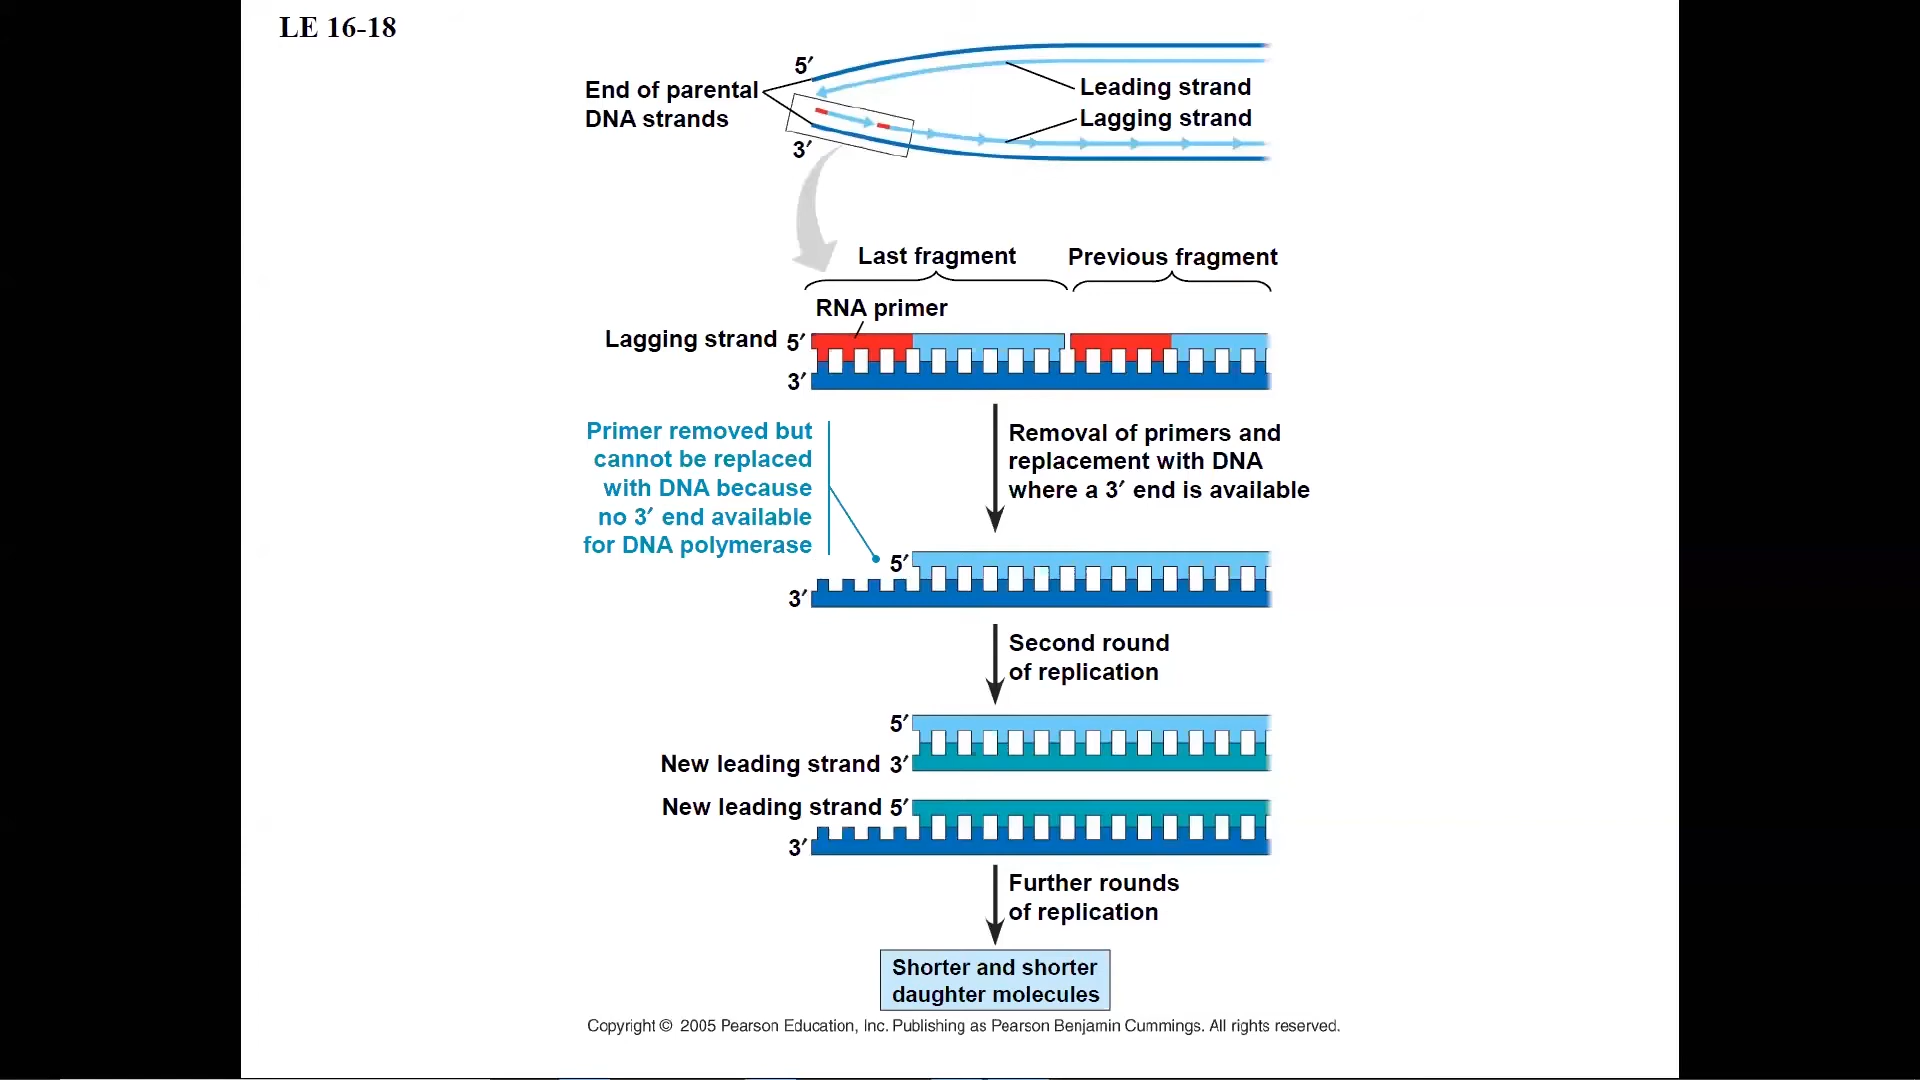 LE 16-18
5′
End of parental
DNA strands
3′
Leading strand
Lagging strand
Last fragment
Previous fragment
RNA primer
Lagging strand 5′
3′
Primer removed but
cannot be replaced
with DNA because
no 3′ end available
for DNA polymerase
Removal of primers and
replacement with DNA
where a 3′ end is available
5′
3′
Second round
of replication
5′
New leading strand 3′
New leading strand 5′
3′
Further rounds
of replication
Shorter and shorter
daughter molecules
Copyright © 2005 Pearson Education, Inc. Publishing as Pearson Benjamin Cummings. All rights reserved.